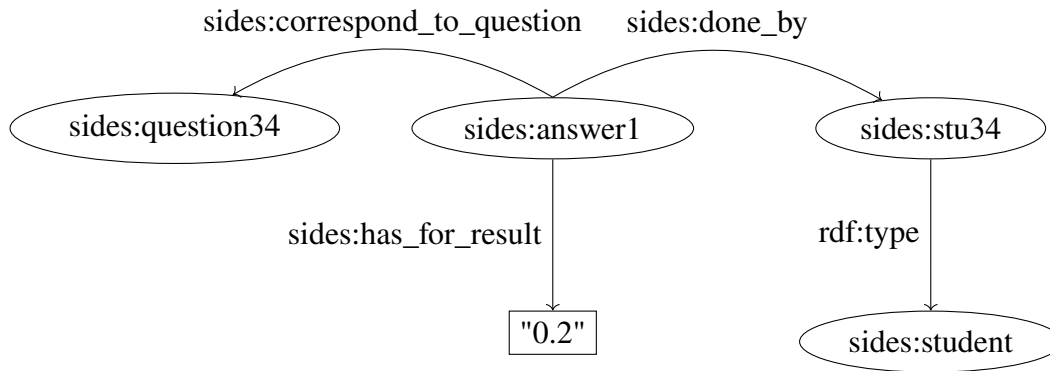 sides:correspond_to_question
sides:done_by
sides:question34
sides:answer1
sides:stu34
sides:has_for_result
rdf:type
"0.2"
sides:student